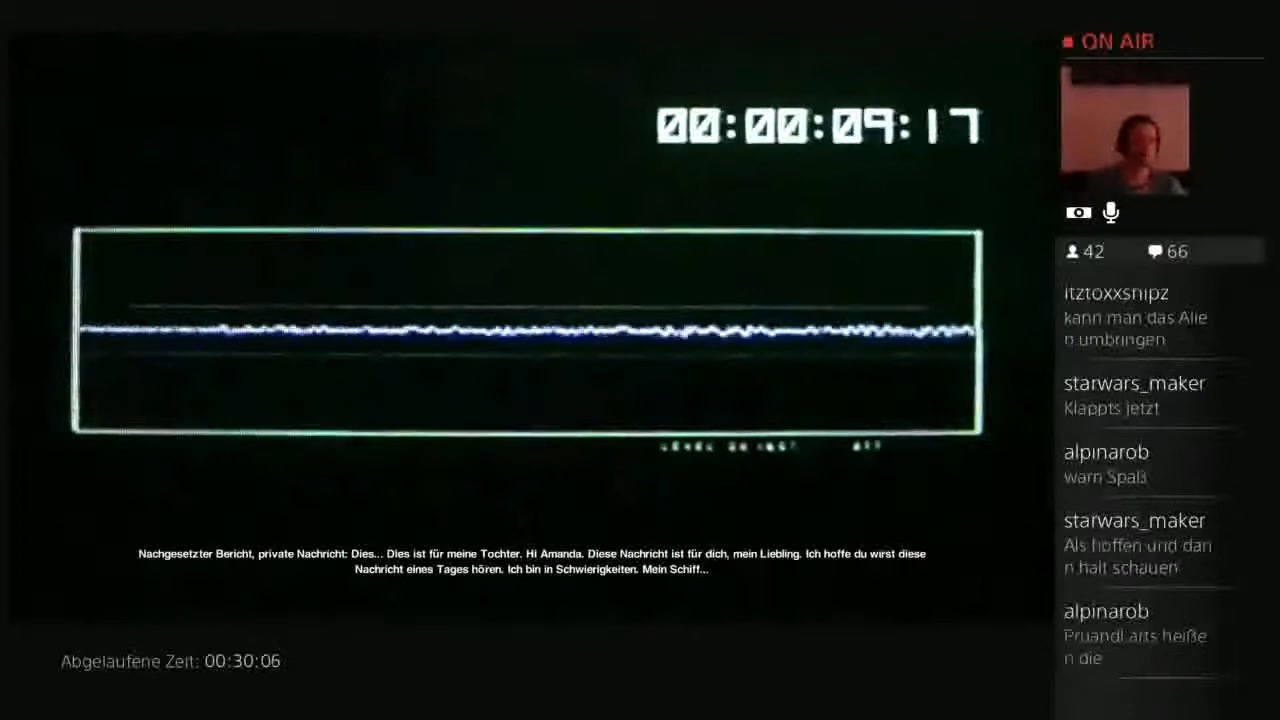 ON AIR
00:00:09:17
42 66
itztoxxsnipz
kann man das Alie
n umbringen
starwars_maker
Klappts jetzt
alpinarob
warn Spaß
starwars_maker
Als hoffen und dan
n halt schauen
alpinarob
Pruandl arts heiße
n die
Nachgesetzter Bericht, private Nachricht: Dies... Dies ist für meine Tochter. Hi Amanda. Diese Nachricht ist für dich, mein Liebling. Ich hoffe du wirst diese
Nachricht eines Tages hören. Ich bin in Schwierigkeiten. Mein Schiff...
Abgelaufene Zeit: 00:30:06